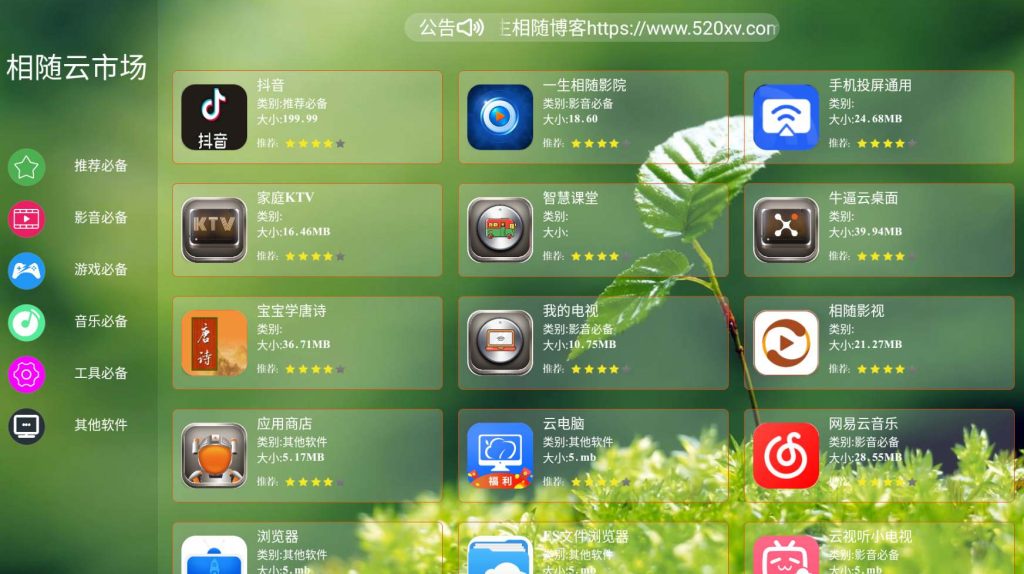 公告 生相随博客https://www.520xv.com
相随云市场
推荐必备
影音必备
游戏必备
音乐必备
工具必备
其他软件
抖音
抖音
类别:推荐必备
大小:199.99
推荐:
一生相随影院
类别:影音必备
大小:18.60
推荐:
手机投屏通用
类别:
大小:24.68MB
推荐:
KTV
家庭KTV
类别:
大小:16.46MB
推荐:
智慧课堂
类别:
大小:
推荐:
牛逼云桌面
类别:
大小:39.94MB
推荐:
唐诗
宝宝学唐诗
类别:
大小:36.71MB
推荐:
我的电视
类别:影音必备
大小:10.75MB
推荐:
相随影视
类别:
大小:21.27MB
推荐:
应用商店
类别:其他软件
大小:5.17MB
推荐:
福利
云电脑
类别:其他软件
大小:5.mb
推荐:
网易云音乐
类别:影音必备
大小:28.55MB
推荐:
浏览器
类别:其他软件
大小:5.mb
ES文件浏览器
类别:其他软件
大小:5.mb
云视听小电视
类别:影音必备
大小:5.mb